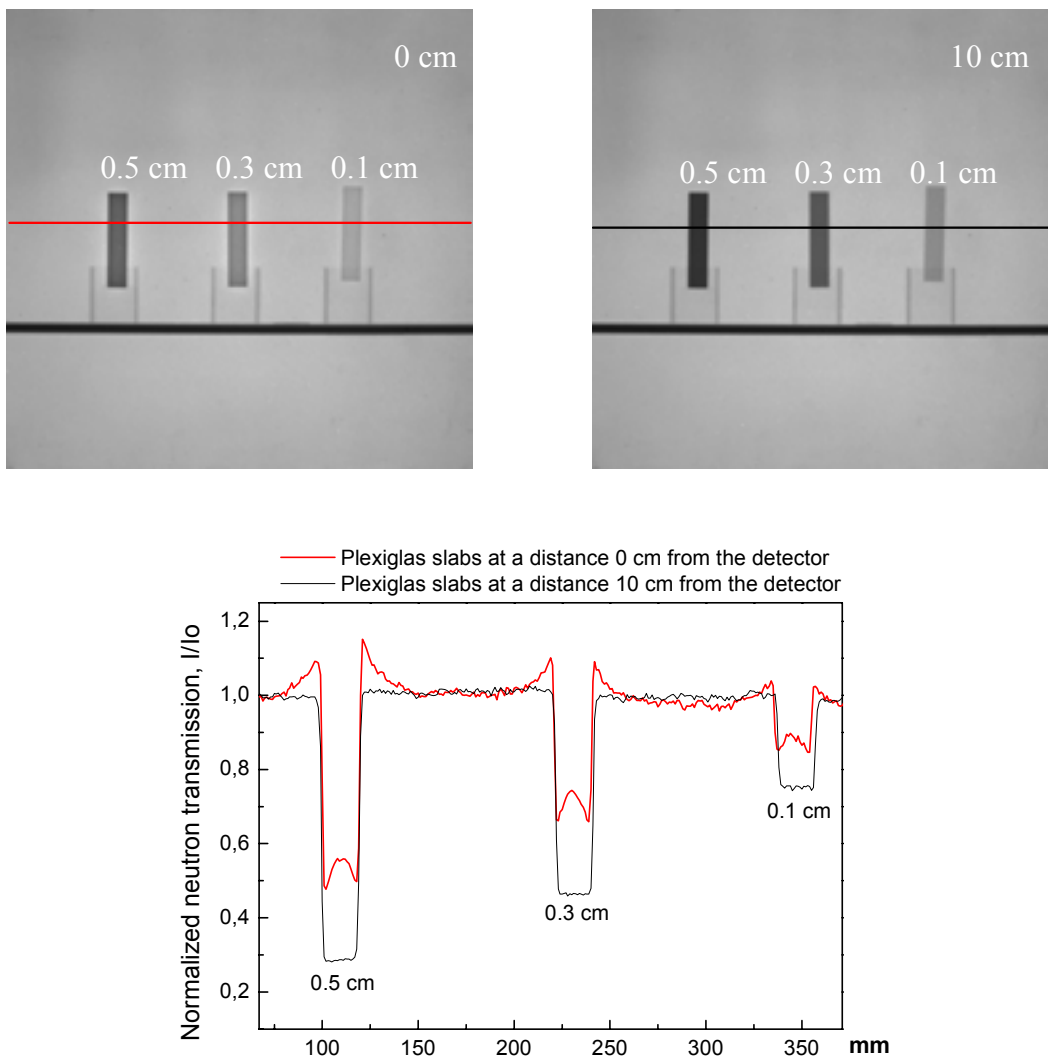 0 cm
10 cm
0.5 cm 0.3 cm 0.1 cm
0.5 cm 0.3 cm 0.1 cm
Plexiglas slabs at a distance 0 cm from the detector
Plexiglas slabs at a distance 10 cm from the detector
Normalized neutron transmission, I/Io
1,2
1,0
0,8
0,6
0,4
0,2
0.1 cm
0.3 cm
0.5 cm
100 150 200 250 300 350 mm